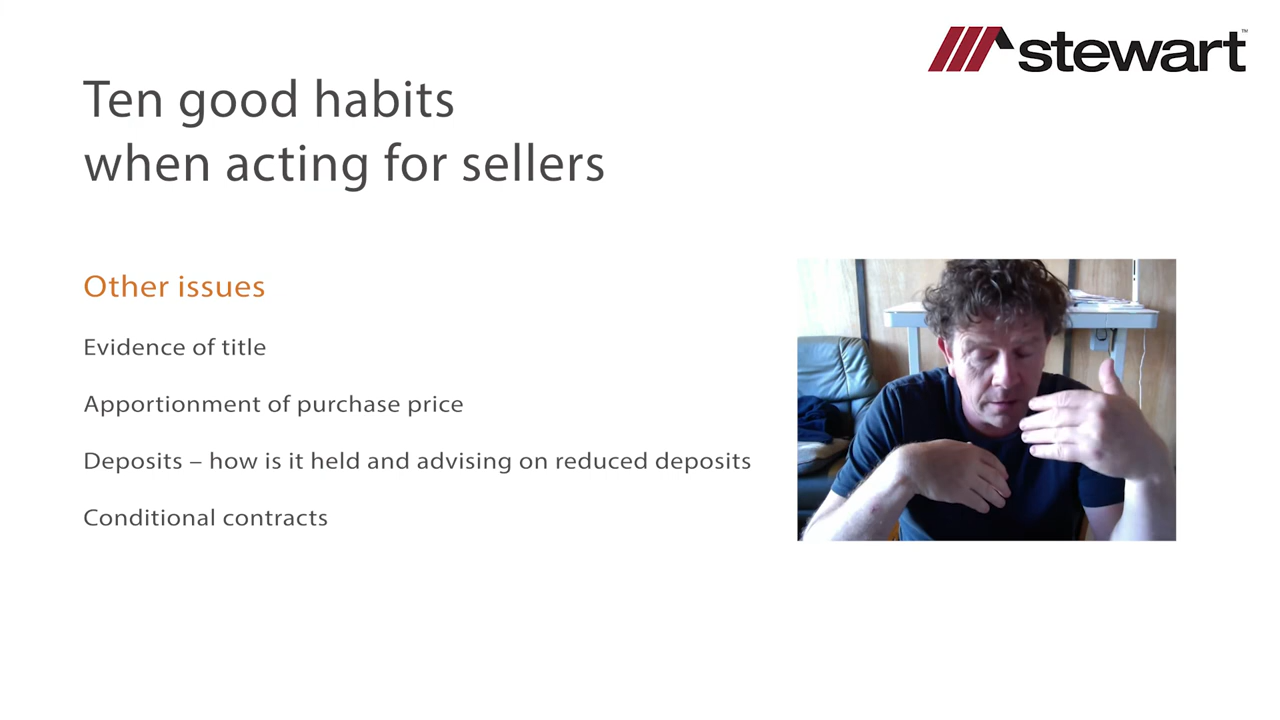 stewart™
Ten good habits
when acting for sellers
Other issues
Evidence of title
Apportionment of purchase price
Deposits – how is it held and advising on reduced deposits
Conditional contracts